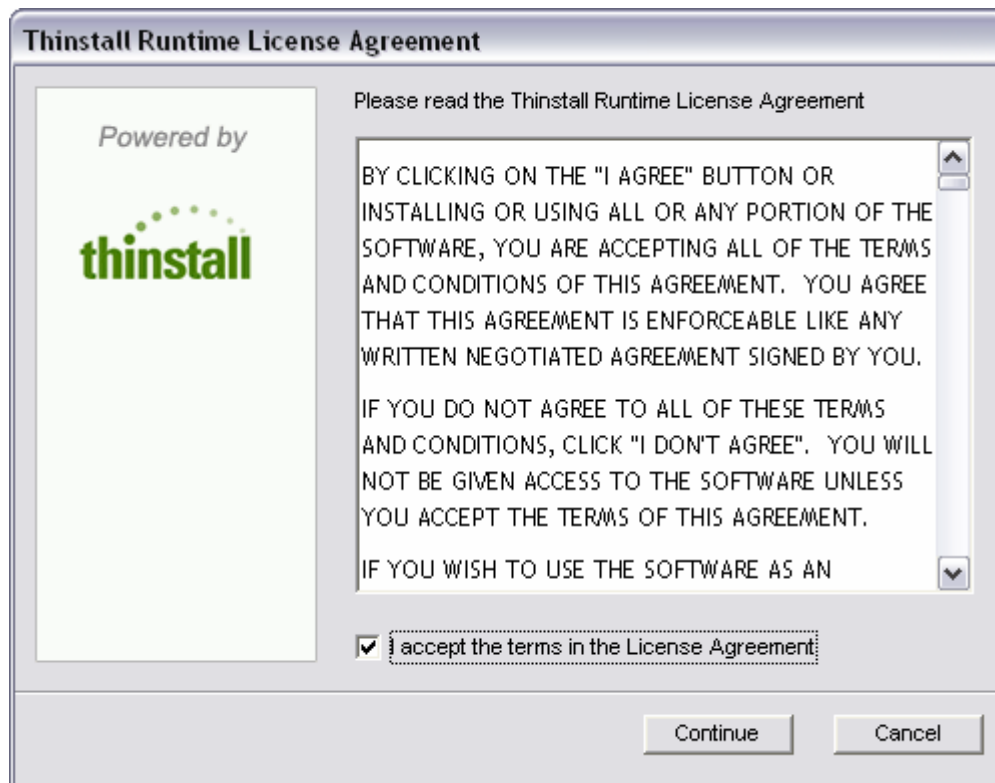 Thinstall Runtime License Agreement
Powered by
thinstall
Please read the Thinstall Runtime License Agreement
BY CLICKING ON THE "I AGREE" BUTTON OR
INSTALLING OR USING ALL OR ANY PORTION OF THE
SOFTWARE, YOU ARE ACCEPTING ALL OF THE TERMS
AND CONDITIONS OF THIS AGREEMENT.  YOU AGREE
THAT THIS AGREEMENT IS ENFORCEABLE LIKE ANY
WRITTEN NEGOTIATED AGREEMENT SIGNED BY YOU.
IF YOU DO NOT AGREE TO ALL OF THESE TERMS
AND CONDITIONS, CLICK "I DON'T AGREE".  YOU WILL
NOT BE GIVEN ACCESS TO THE SOFTWARE UNLESS
YOU ACCEPT THE TERMS OF THIS AGREEMENT.
IF YOU WISH TO USE THE SOFTWARE AS AN
I accept the terms in the License Agreement
Continue
Cancel